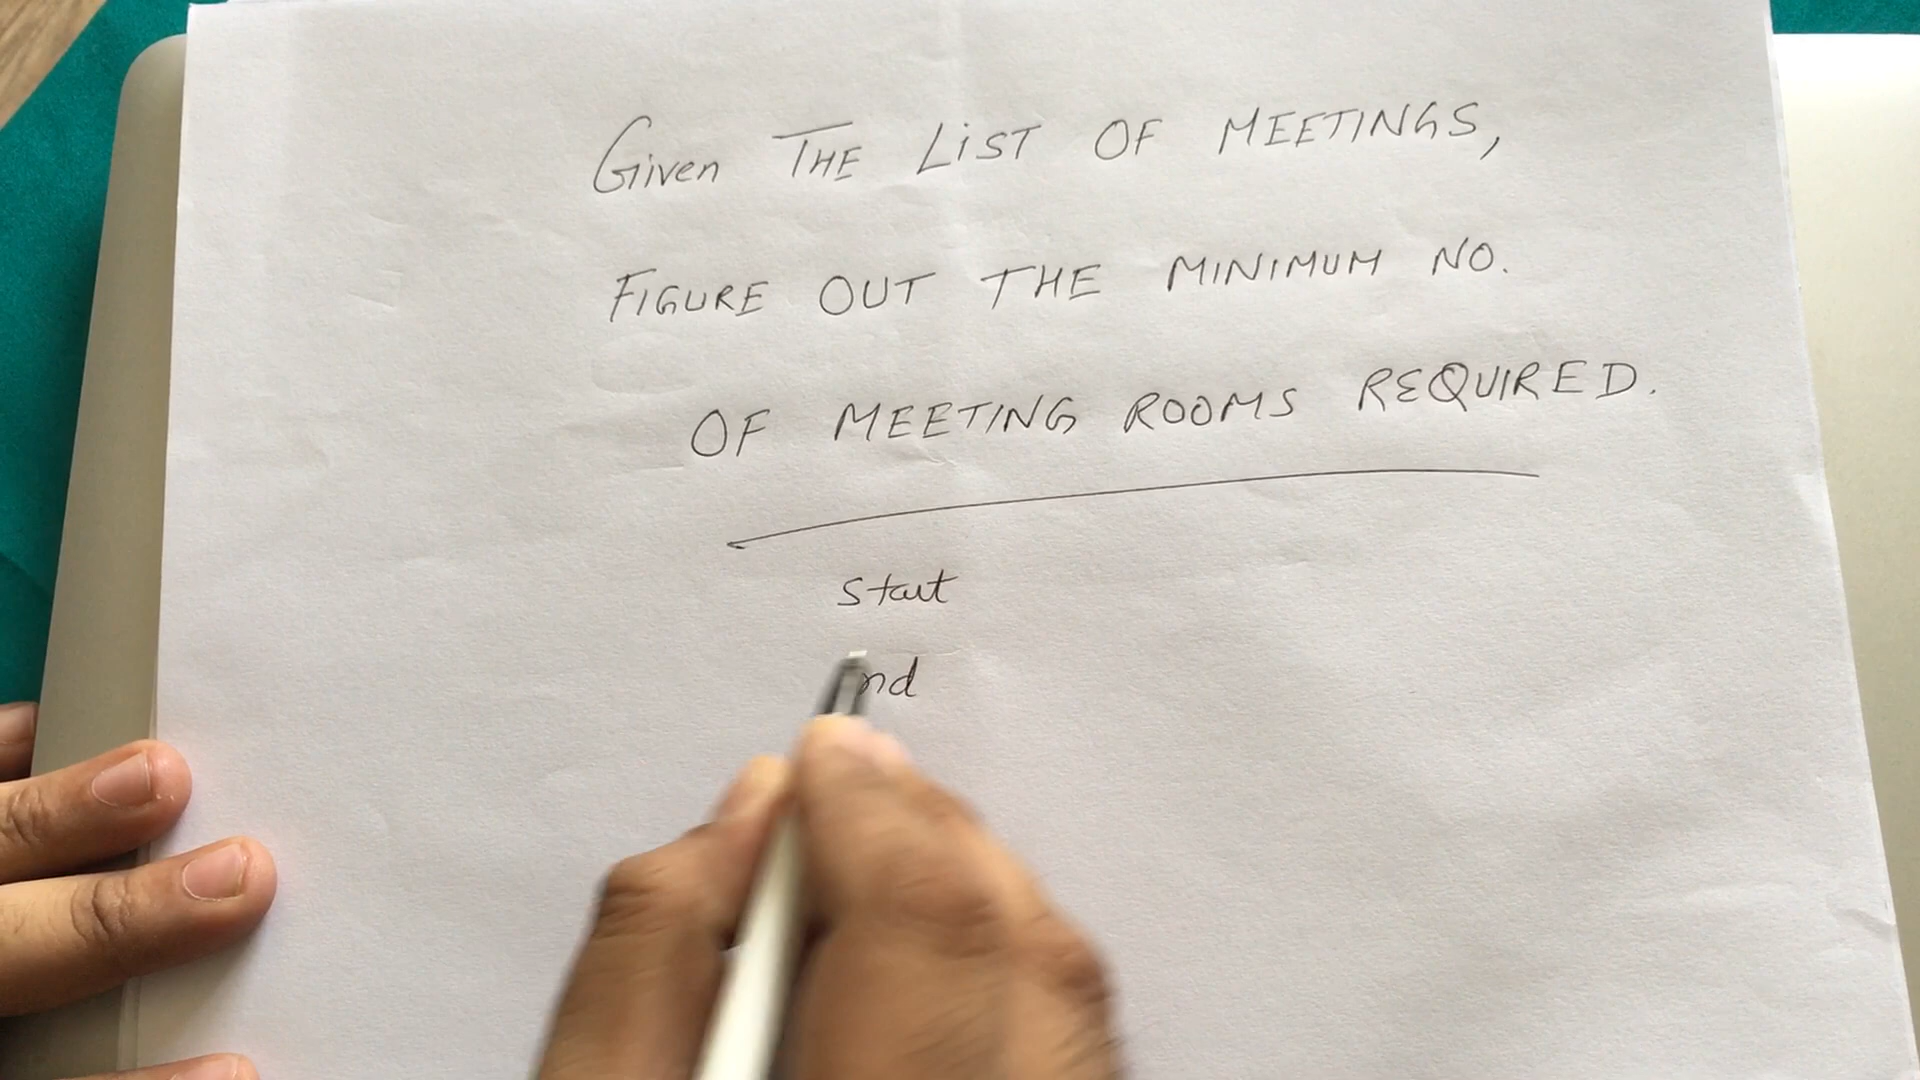 Given THE LIST OF MEETINGS,
FIGURE OUT THE MINIMUM NO.
OF MEETING ROOMS REQUIRED.
Start